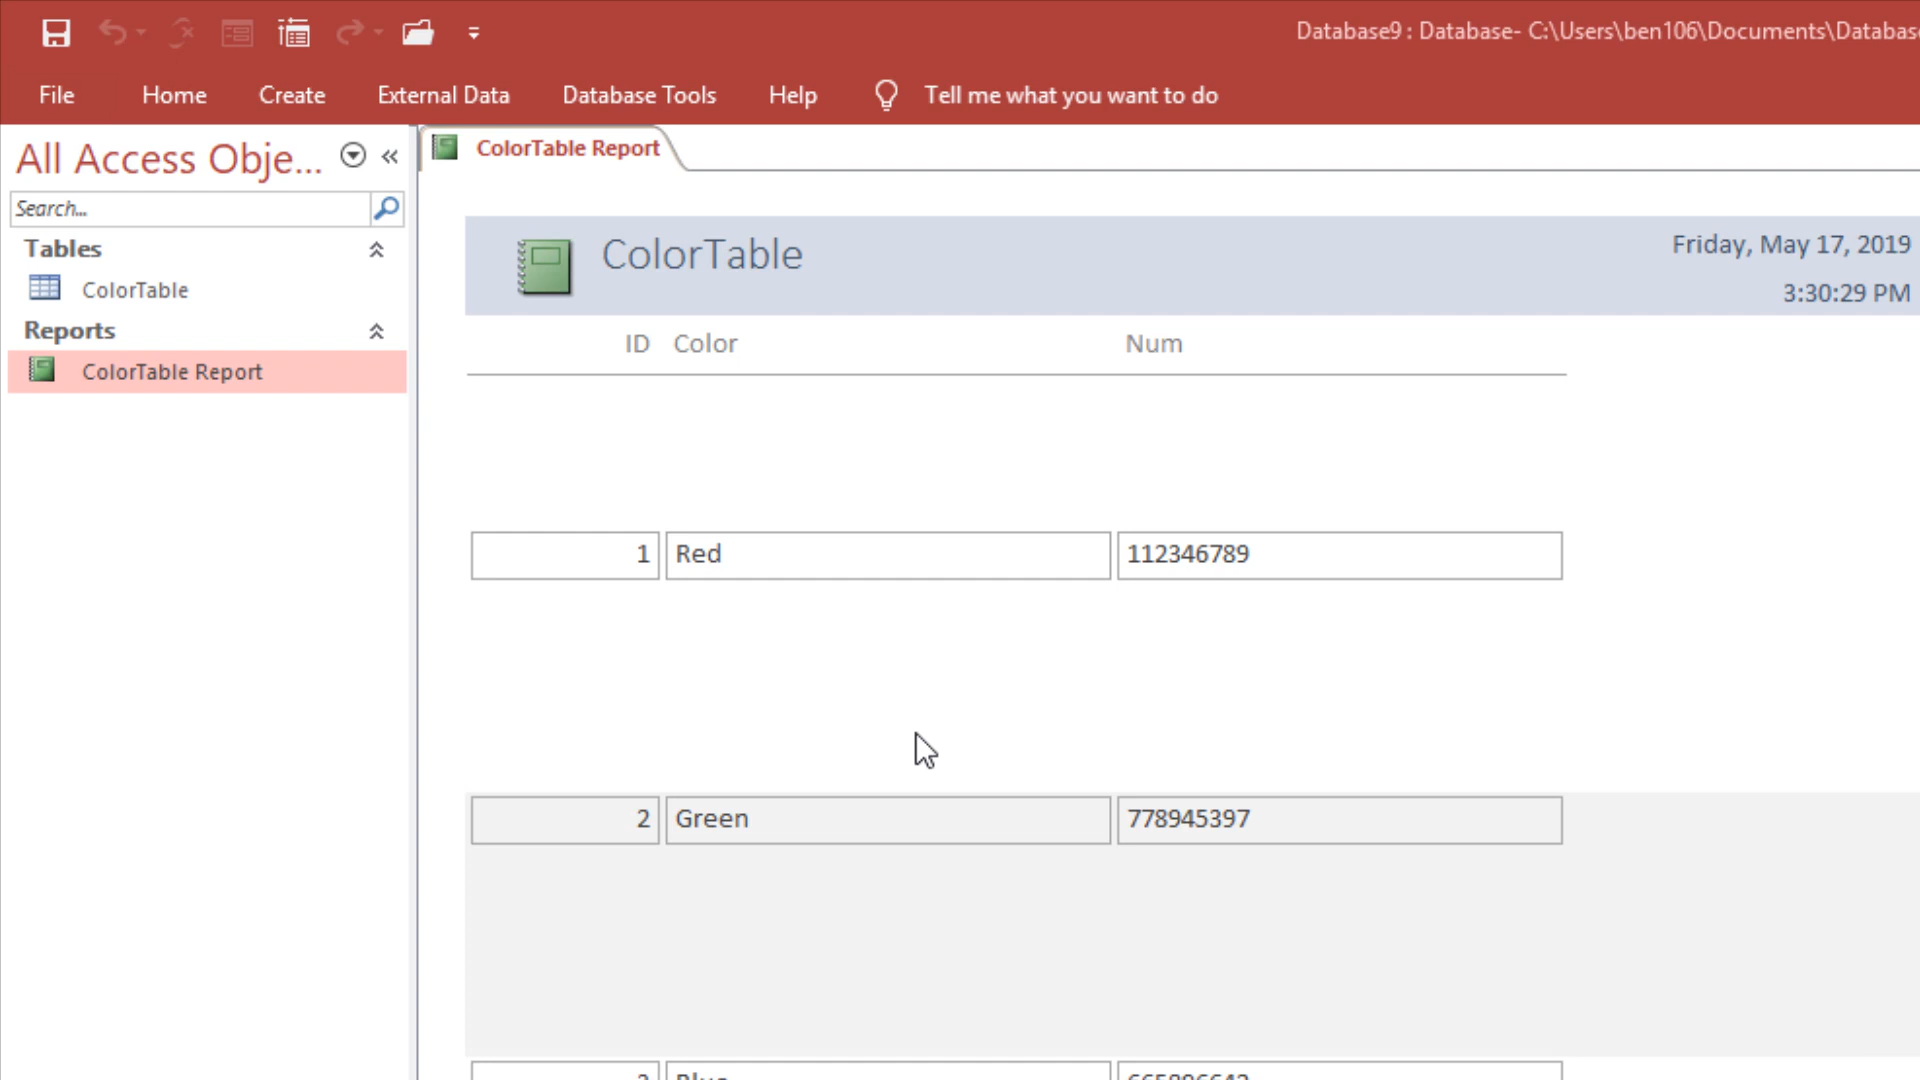 Database9 : Database- C:\Users\ben106\Documents\Databas
File Home Create External Data Database Tools Help Tell me what you want to do
All Access Obje...
Search...
Tables
ColorTable
Reports
ColorTable Report
ColorTable Report
ColorTable
Friday, May 17, 2019
3:30:29 PM
ID Color Num
1 Red 112346789
2 Green 778945397